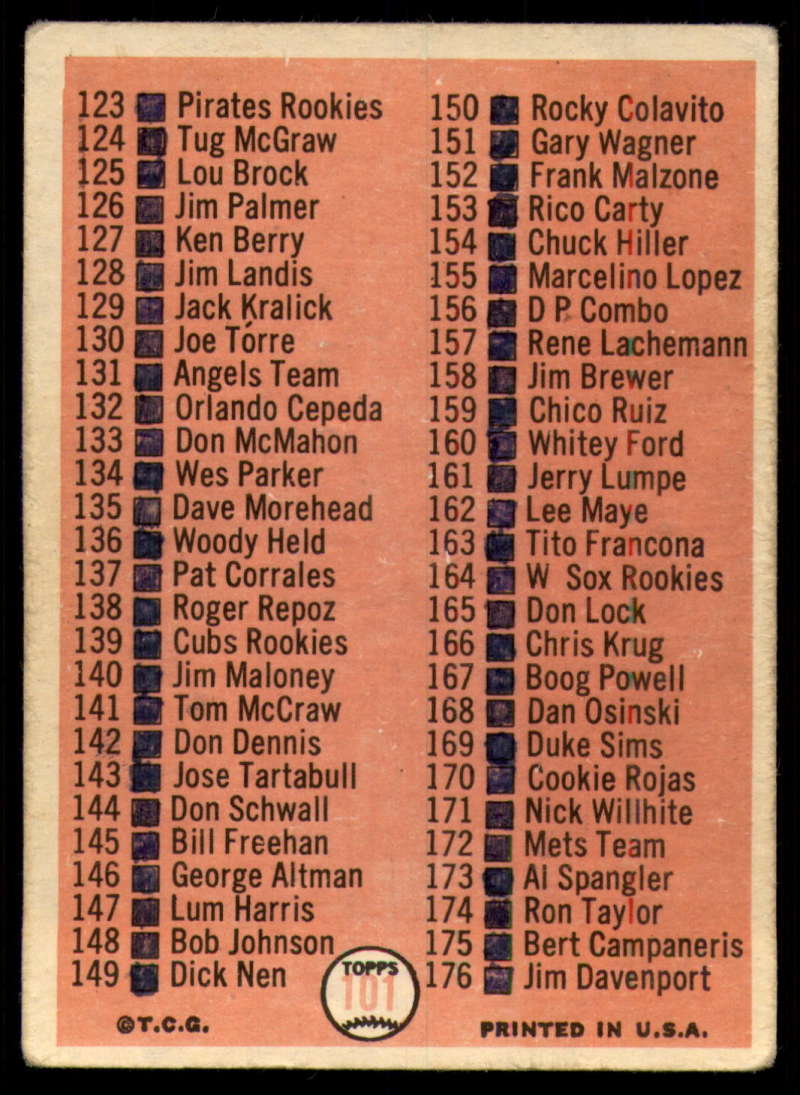 123 Pirates Rookies
124 Tug McGraw
125 Lou Brock
126 Jim Palmer
127 Ken Berry
128 Jim Landis
129 Jack Kralick
130 Joe Torre
131 Angels Team
132 Orlando Cepeda
133 Don McMahon
134 Wes Parker
135 Dave Morehead
136 Woody Held
137 Pat Corrales
138 Roger Repoz
139 Cubs Rookies
140 Jim Maloney
141 Tom McCraw
142 Don Dennis
143 Jose Tartabull
144 Don Schwall
145 Bill Freehan
146 George Altman
147 Lum Harris
148 Bob Johnson
149 Dick Nen
150 Rocky Colavito
151 Gary Wagner
152 Frank Malzone
153 Rico Carty
154 Chuck Hiller
155 Marcelino Lopez
156 D P Combo
157 Rene Lachemann
158 Jim Brewer
159 Chico Ruiz
160 Whitey Ford
161 Jerry Lumpe
162 Lee Maye
163 Tito Francona
164 W Sox Rookies
165 Don Lock
166 Chris Krug
167 Boog Powell
168 Dan Osinski
169 Duke Sims
170 Cookie Rojas
171 Nick Willhite
172 Mets Team
173 Al Spangler
174 Ron Taylor
175 Bert Campaneris
176 Jim Davenport
TOPPS
101
©T.C.G.
PRINTED IN U.S.A.